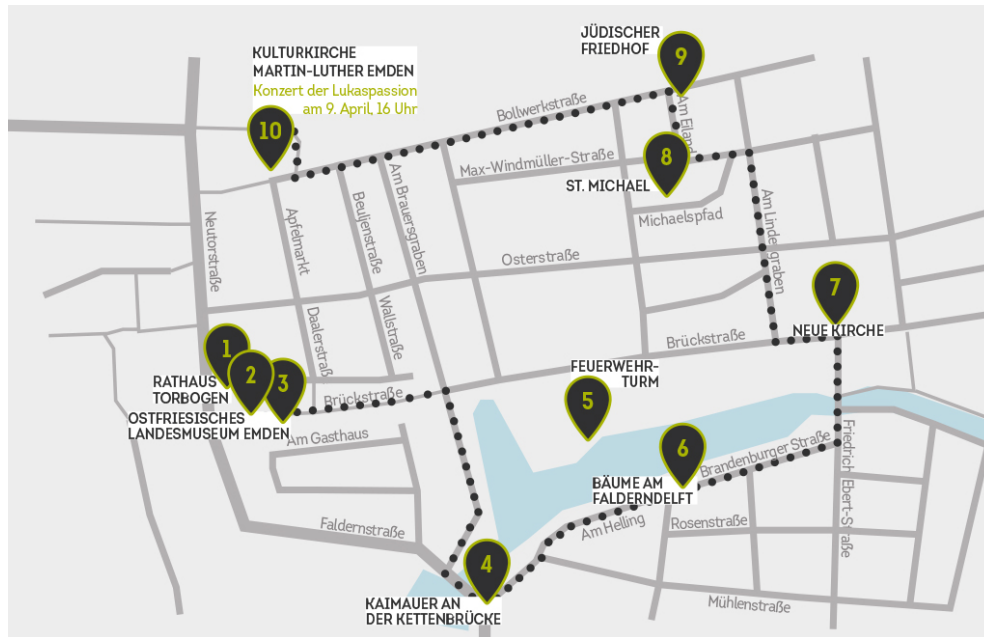 JÜDISCHER
FRIEDHOF
9
KULTURKIRCHE
MARTIN-LUTHER EMDEN
Konzert der Lukaspassion
am 9. April, 16 Uhr
10
Bollwerkstraße
Am Eiland
8
Max-Windmüller-Straße
ST. MICHAEL
Michaelspfad
Neutorstraße
Apfelmarkt
Beuljenstraße
Am Brauersgraben
Am Lindengraben
Osterstraße
7
NEUE KIRCHE
Daalerstraße
Wallstraße
Brückstraße
1
2
3
RATHAUS
TORBOGEN
OSTFRIESISCHES
LANDESMUSEUM EMDEN
Brückstraße
FEUERWEHR-
TURM
5
Am Gasthaus
6
Brandenburger Straße
BÄUME AM
FALDERNDELFT
Friedrich Ebert-Straße
Faldernstraße
Am Helling
Rosenstraße
4
KAIMAUER AN
DER KETTENBRÜCKE
Mühlenstraße